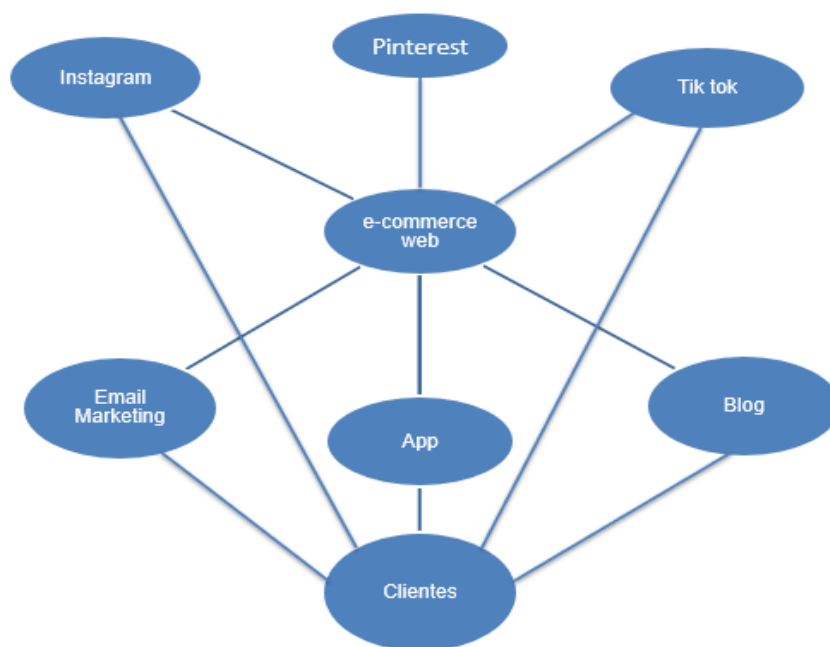 Pinterest
Instagram
Tik tok
e-commerce
web
Email
Marketing
App
Blog
Clientes